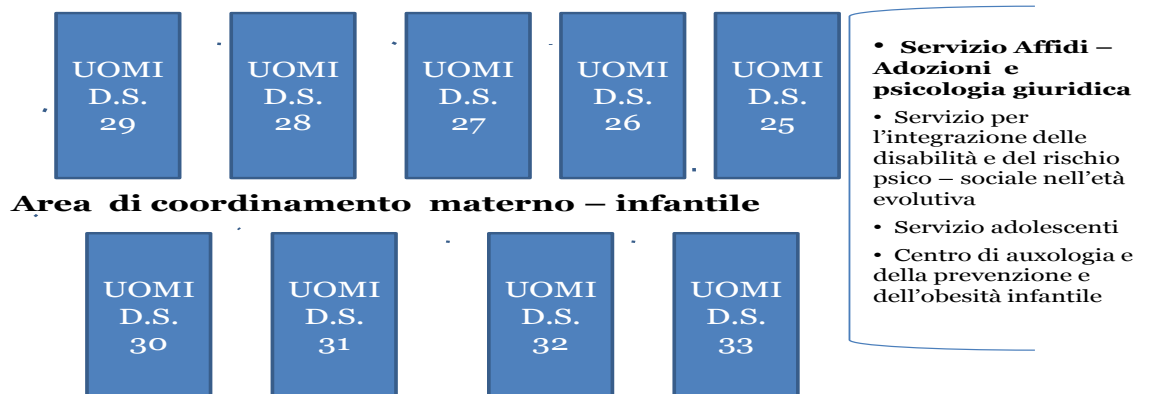 UOMI
D.S.
29
UOMI
D.S.
28
UOMI
D.S.
27
UOMI
D.S.
26
UOMI
D.S.
25
• Servizio Affidi –
Adozioni e
psicologia giuridica
• Servizio per
l'integrazione delle
disabilità e del rischio
psico – sociale nell'età
evolutiva
• Servizio adolescenti
• Centro di auxologia e
della prevenzione e
dell'obesità infantile
Area di coordinamento materno – infantile
UOMI
D.S.
30
UOMI
D.S.
31
UOMI
D.S.
32
UOMI
D.S.
33